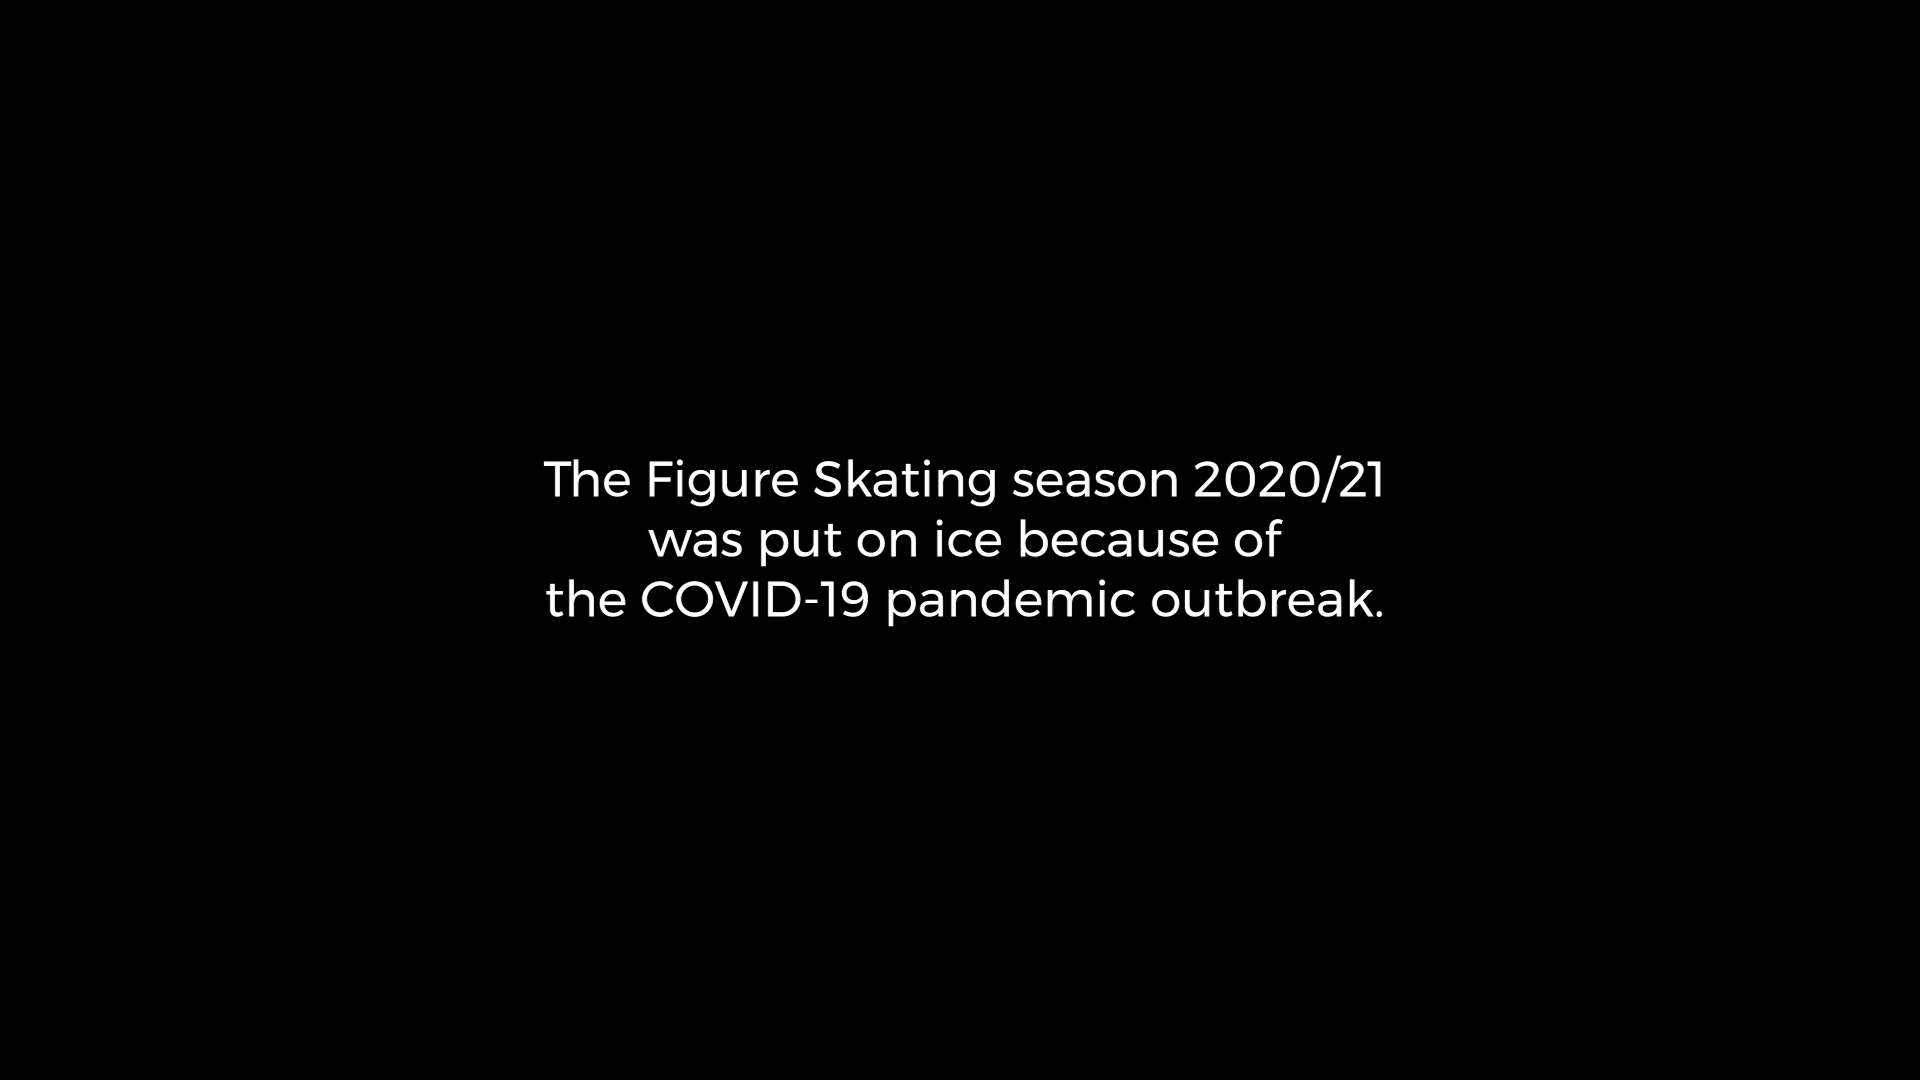 The Figure Skating season 2020/21
was put on ice because of
the COVID-19 pandemic outbreak.